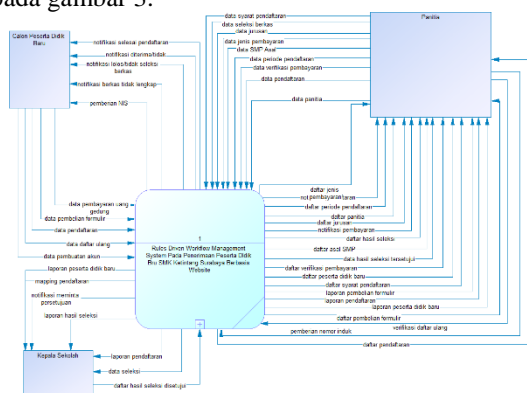 pada gambar 3.
Calon Peserta Didik
Baru
notifikasi selesai pendaftaran
notifikasi diterima/tidak
notifikasi lolos/tidak seleksi
berkas
notifikasi berkas tidak lengkap
pemberian NIS
data pembayaran uang
gedung
data pembelian formulir
data pendaftaran
data daftar ulang
data pembuatan akun
data syarat pendaftaran
data seleksi berkas
data jurusan
data jenis pembayaran
data SMP Asal
data periode pendaftaran
data verifikasi pembayaran
data pendaftaran
data panitia
Panitia
1
Rules Driven Workflow Management
System Pada Penerimaan Peserta Didik
Bru SMK Ketintang Surabaya Berbasis
Website
daftar jenis
pembayaran
daftar periode pendaftaran
daftar panitia
daftar jurusan
notifikasi pembayaran
daftar hasil seleksi
data hasil seleksi tersetujui
daftar asal SMP
daftar verifikasi pembayaran
daftar peserta didik baru
daftar syarat pendaftaran
laporan pembelian formulir
laporan pendaftaran
laporan peserta didik baru
daftar pembelian formulir
verifikasi daftar ulang
pemberian nomor induk
daftar pendaftaran
laporan peserta didik baru
mapping pendaftaran
notifikasi meminta
persetujuan
laporan hasil seleksi
Kepala Sekolah
laporan pendaftaran
data seleksi
daftar hasil seleksi disetujui